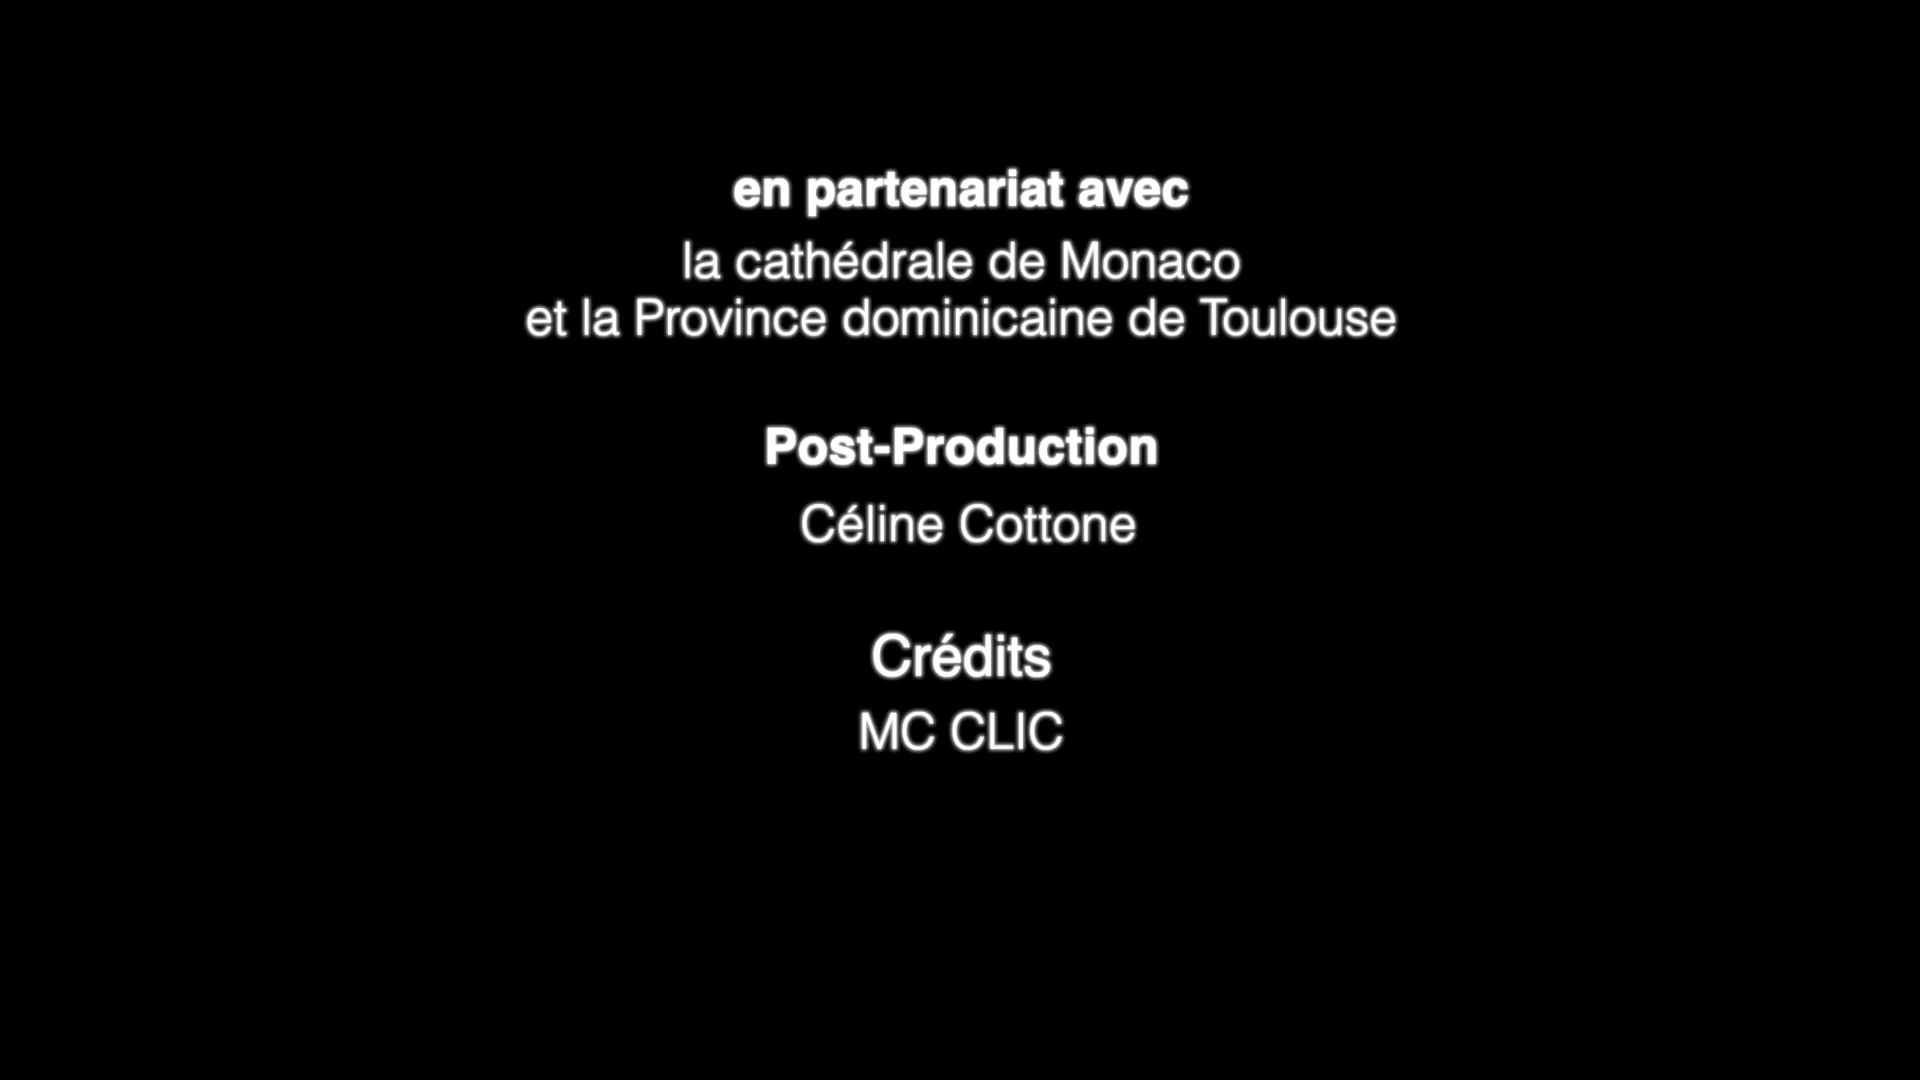 en partenariat avec
la cathédrale de Monaco
et la Province dominicaine de Toulouse
Post-Production
Céline Cottone
Crédits
MC CLIC